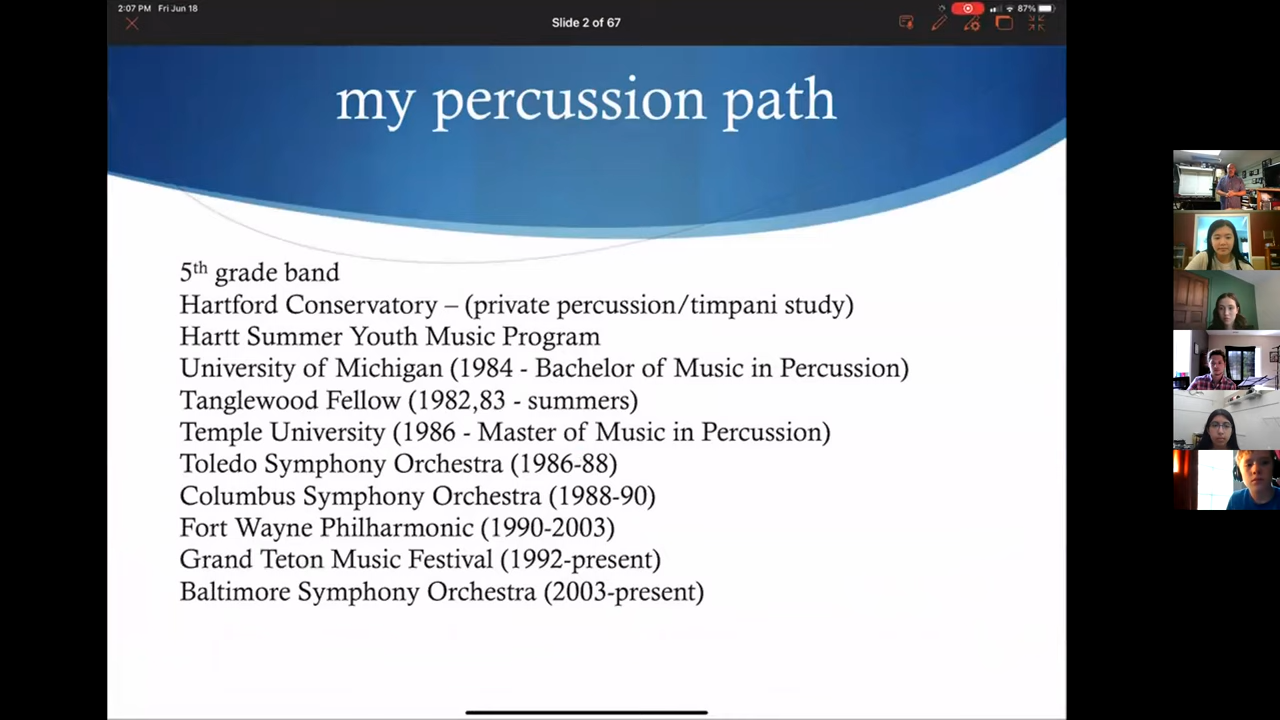 2:07 PM Fri Jun 18
87%
Slide 2 of 67
my percussion path
5th grade band
Hartford Conservatory – (private percussion/timpani study)
Hartt Summer Youth Music Program
University of Michigan (1984 - Bachelor of Music in Percussion)
Tanglewood Fellow (1982,83 - summers)
Temple University (1986 - Master of Music in Percussion)
Toledo Symphony Orchestra (1986-88)
Columbus Symphony Orchestra (1988-90)
Fort Wayne Philharmonic (1990-2003)
Grand Teton Music Festival (1992-present)
Baltimore Symphony Orchestra (2003-present)